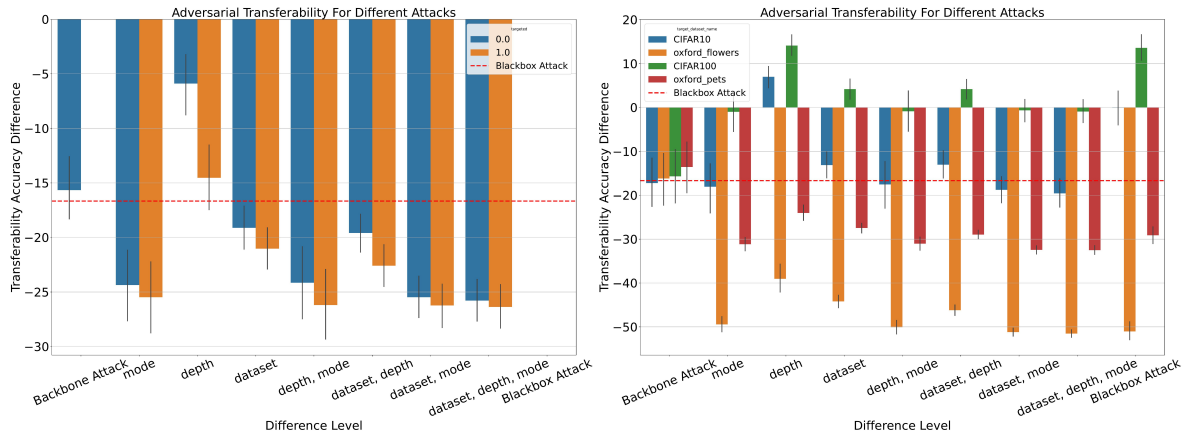 Adversarial Transferability For Different Attacks
Transferability Accuracy Difference
0
−5
−10
−15
−20
−25
−30
targeted
0.0
1.0
Blackbox Attack
Backbone Attack
mode
depth
dataset
depth, mode
dataset, depth
dataset, mode
dataset, depth, mode
Blackbox Attack
Difference Level
Adversarial Transferability For Different Attacks
Transferability Accuracy Difference
20
10
0
−10
−20
−30
−40
−50
target_dataset_name
CIFAR10
oxford_flowers
CIFAR100
oxford_pets
Blackbox Attack
Backbone Attack
mode
depth
dataset
depth, mode
dataset, depth
dataset, mode
dataset, depth, mode
Blackbox Attack
Difference Level